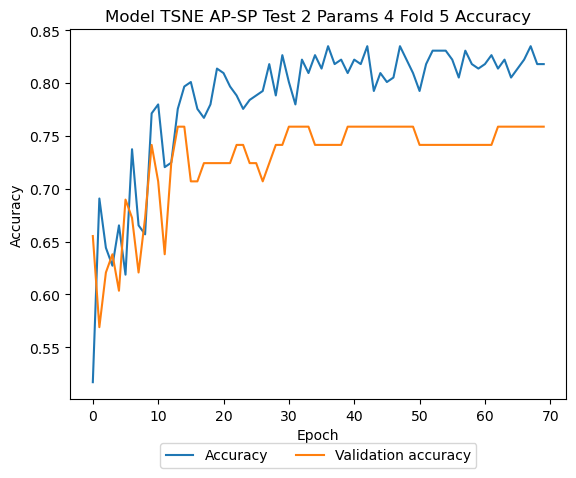 Model TSNE AP-SP Test 2 Params 4 Fold 5 Accuracy
0.85
0.80
0.75
0.70
0.65
0.60
0.55
Accuracy
0 10 20 30 40 50 60 70
Epoch
Accuracy Validation accuracy